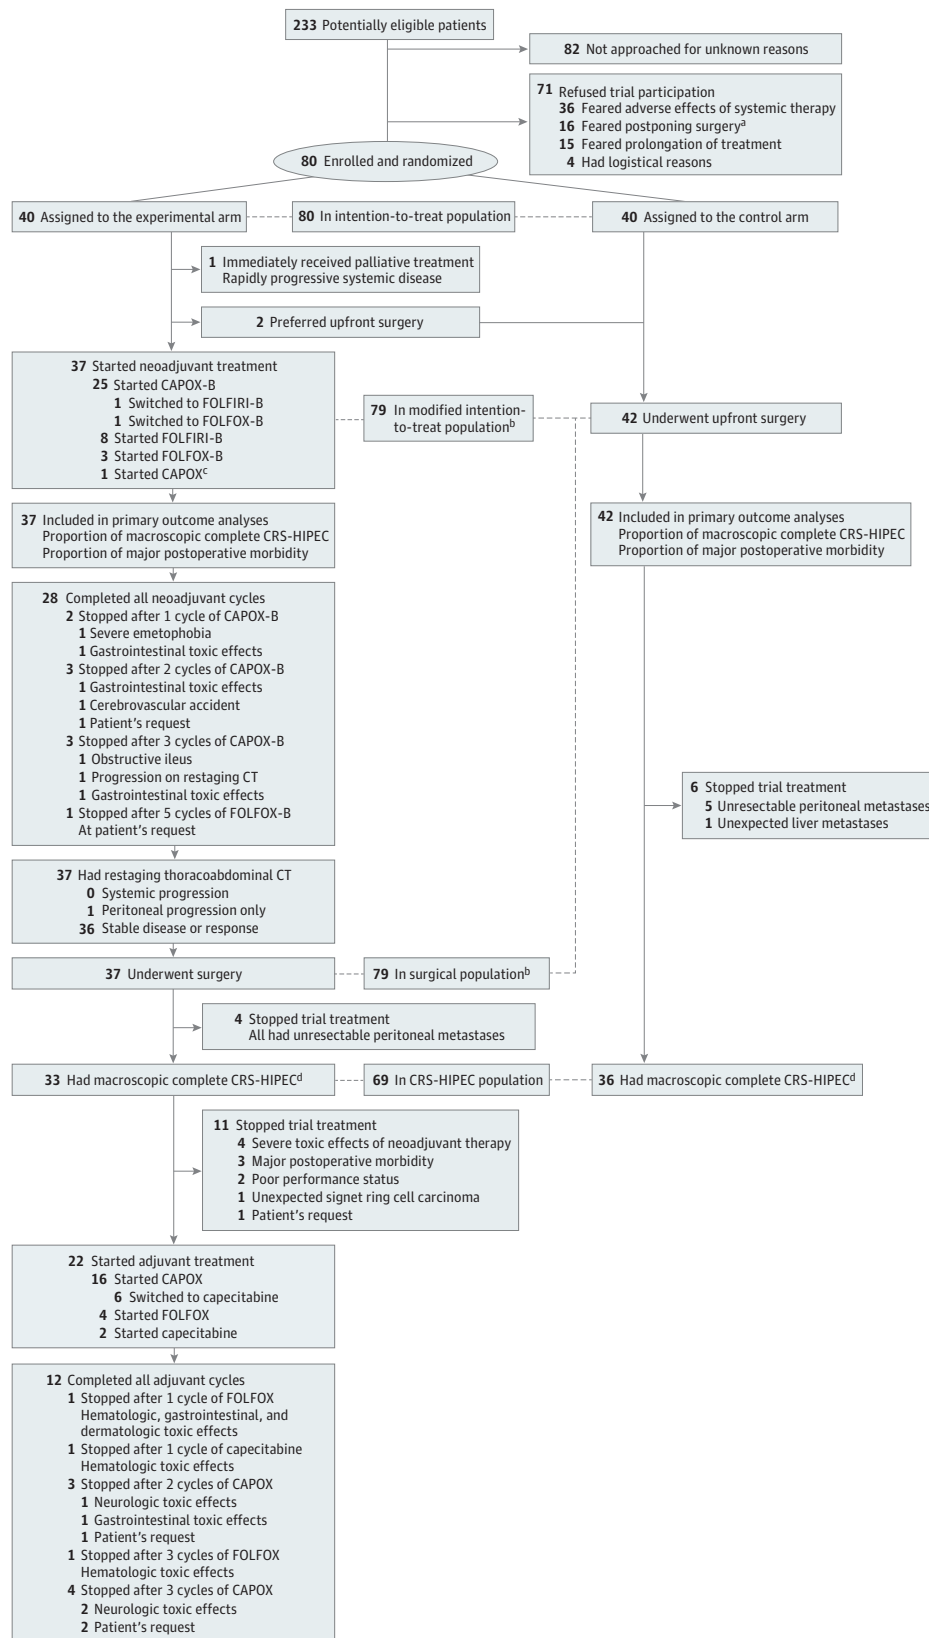 233 Potentially eligible patients
82 Not approached for unknown reasons
71 Refused trial participation
36 Feared adverse effects of systemic therapy
16 Feared postponing surgerya
15 Feared prolongation of treatment
4 Had logistical reasons
80 Enrolled and randomized
40 Assigned to the experimental arm
80 In intention-to-treat population
40 Assigned to the control arm
1 Immediately received palliative treatment
Rapidly progressive systemic disease
2 Preferred upfront surgery
37 Started neoadjuvant treatment
25 Started CAPOX-B
1 Switched to FOLFIRI-B
1 Switched to FOLFOX-B
8 Started FOLFIRI-B
3 Started FOLFOX-B
1 Started CAPOXc
79 In modified intention-
to-treat populationb
42 Underwent upfront surgery
37 Included in primary outcome analyses
Proportion of macroscopic complete CRS-HIPEC
Proportion of major postoperative morbidity
42 Included in primary outcome analyses
Proportion of macroscopic complete CRS-HIPEC
Proportion of major postoperative morbidity
28 Completed all neoadjuvant cycles
2 Stopped after 1 cycle of CAPOX-B
1 Severe emetophobia
1 Gastrointestinal toxic effects
3 Stopped after 2 cycles of CAPOX-B
1 Gastrointestinal toxic effects
1 Cerebrovascular accident
1 Patient's request
3 Stopped after 3 cycles of CAPOX-B
1 Obstructive ileus
1 Progression on restaging CT
1 Gastrointestinal toxic effects
1 Stopped after 5 cycles of FOLFOX-B
At patient's request
6 Stopped trial treatment
5 Unresectable peritoneal metastases
1 Unexpected liver metastases
37 Had restaging thoracoabdominal CT
0 Systemic progression
1 Peritoneal progression only
36 Stable disease or response
37 Underwent surgery
79 In surgical populationb
4 Stopped trial treatment
All had unresectable peritoneal metastases
33 Had macroscopic complete CRS-HIPECd
69 In CRS-HIPEC population
36 Had macroscopic complete CRS-HIPECd
11 Stopped trial treatment
4 Severe toxic effects of neoadjuvant therapy
3 Major postoperative morbidity
2 Poor performance status
1 Unexpected signet ring cell carcinoma
1 Patient's request
22 Started adjuvant treatment
16 Started CAPOX
6 Switched to capecitabine
4 Started FOLFOX
2 Started capecitabine
12 Completed all adjuvant cycles
1 Stopped after 1 cycle of FOLFOX
Hematologic, gastrointestinal, and
dermatologic toxic effects
1 Stopped after 1 cycle of capecitabine
Hematologic toxic effects
3 Stopped after 2 cycles of CAPOX
1 Neurologic toxic effects
1 Gastrointestinal toxic effects
1 Patient's request
1 Stopped after 3 cycles of FOLFOX
Hematologic toxic effects
4 Stopped after 3 cycles of CAPOX
2 Neurologic toxic effects
2 Patient's request